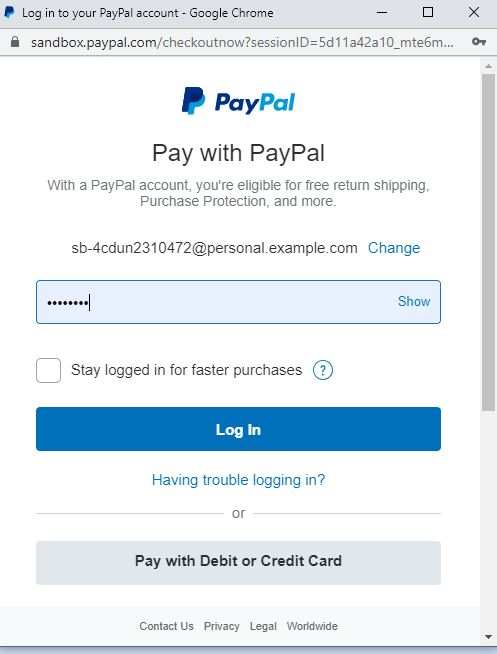 Log in to your PayPal account - Google Chrome
sandbox.paypal.com/checkoutnow?sessionID=5d11a42a10_mte6m...
PayPal
Pay with PayPal
With a PayPal account, you're eligible for free return shipping,
Purchase Protection, and more.
sb-4cdun2310472@personal.example.com Change
•••••••• Show
Stay logged in for faster purchases ?
Log In
Having trouble logging in?
or
Pay with Debit or Credit Card
Contact Us Privacy Legal Worldwide